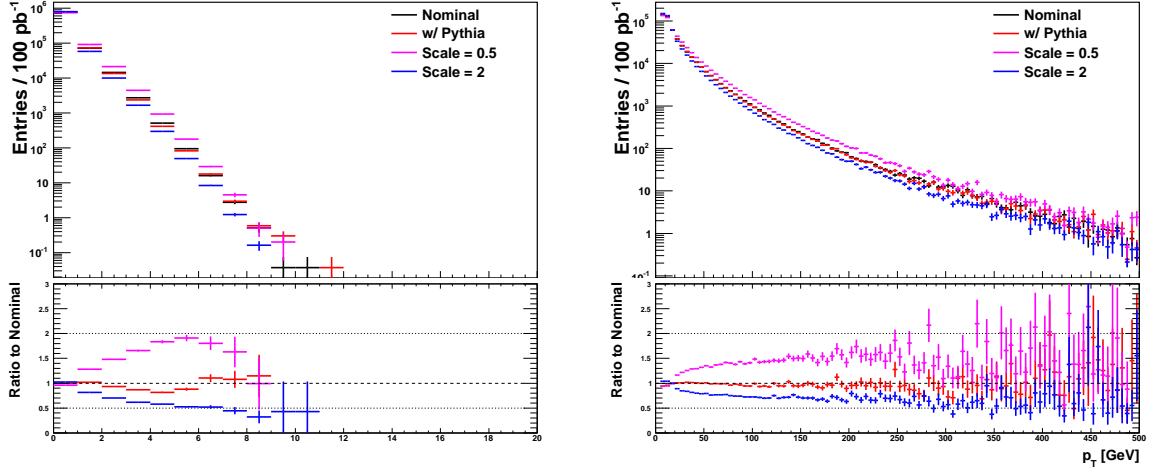 Entries / 100 pb⁻¹
10⁶
10⁵
10⁴
10³
10²
10
1
10⁻¹
Nominal
w/ Pythia
Scale = 0.5
Scale = 2
Ratio to Nominal
3
2.5
2
1.5
1
0.5
0
0 2 4 6 8 10 12 14 16 18 20
Entries / 100 pb⁻¹
10⁵
10⁴
10³
10²
10
1
10⁻¹
Nominal
w/ Pythia
Scale = 0.5
Scale = 2
Ratio to Nominal
3
2.5
2
1.5
1
0.5
0
0 50 100 150 200 250 300 350 400 450 500
p_T [GeV]